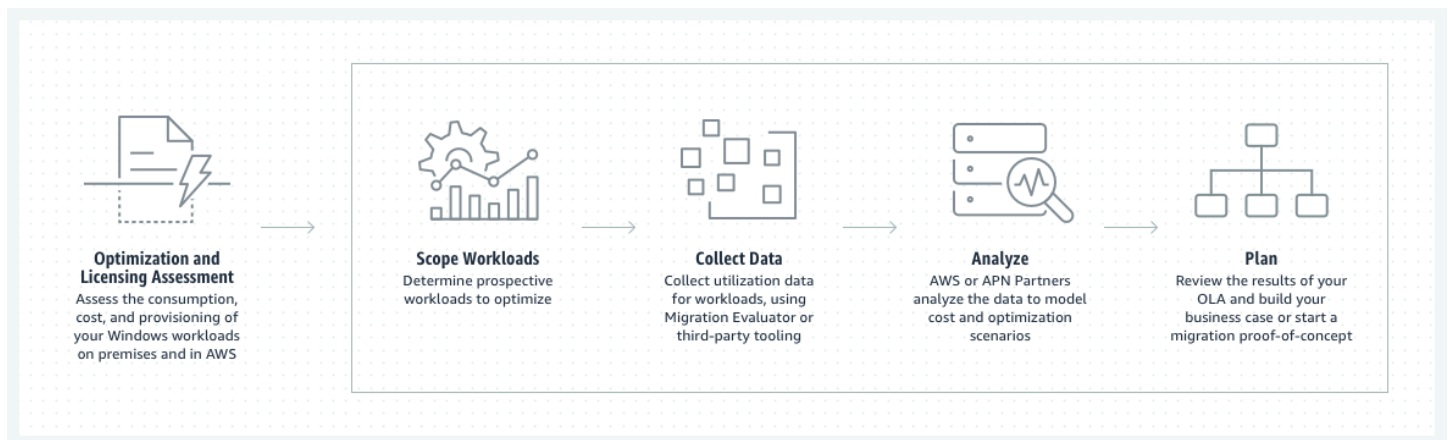 Optimization and
Licensing Assessment
Assess the consumption,
cost, and provisioning of
your Windows workloads
on premises and in AWS
Scope Workloads
Determine prospective
workloads to optimize
Collect Data
Collect utilization data
for workloads, using
Migration Evaluator or
third-party tooling
Analyze
AWS or APN Partners
analyze the data to model
cost and optimization
scenarios
Plan
Review the results of your
OLA and build your
business case or start a
migration proof-of-concept